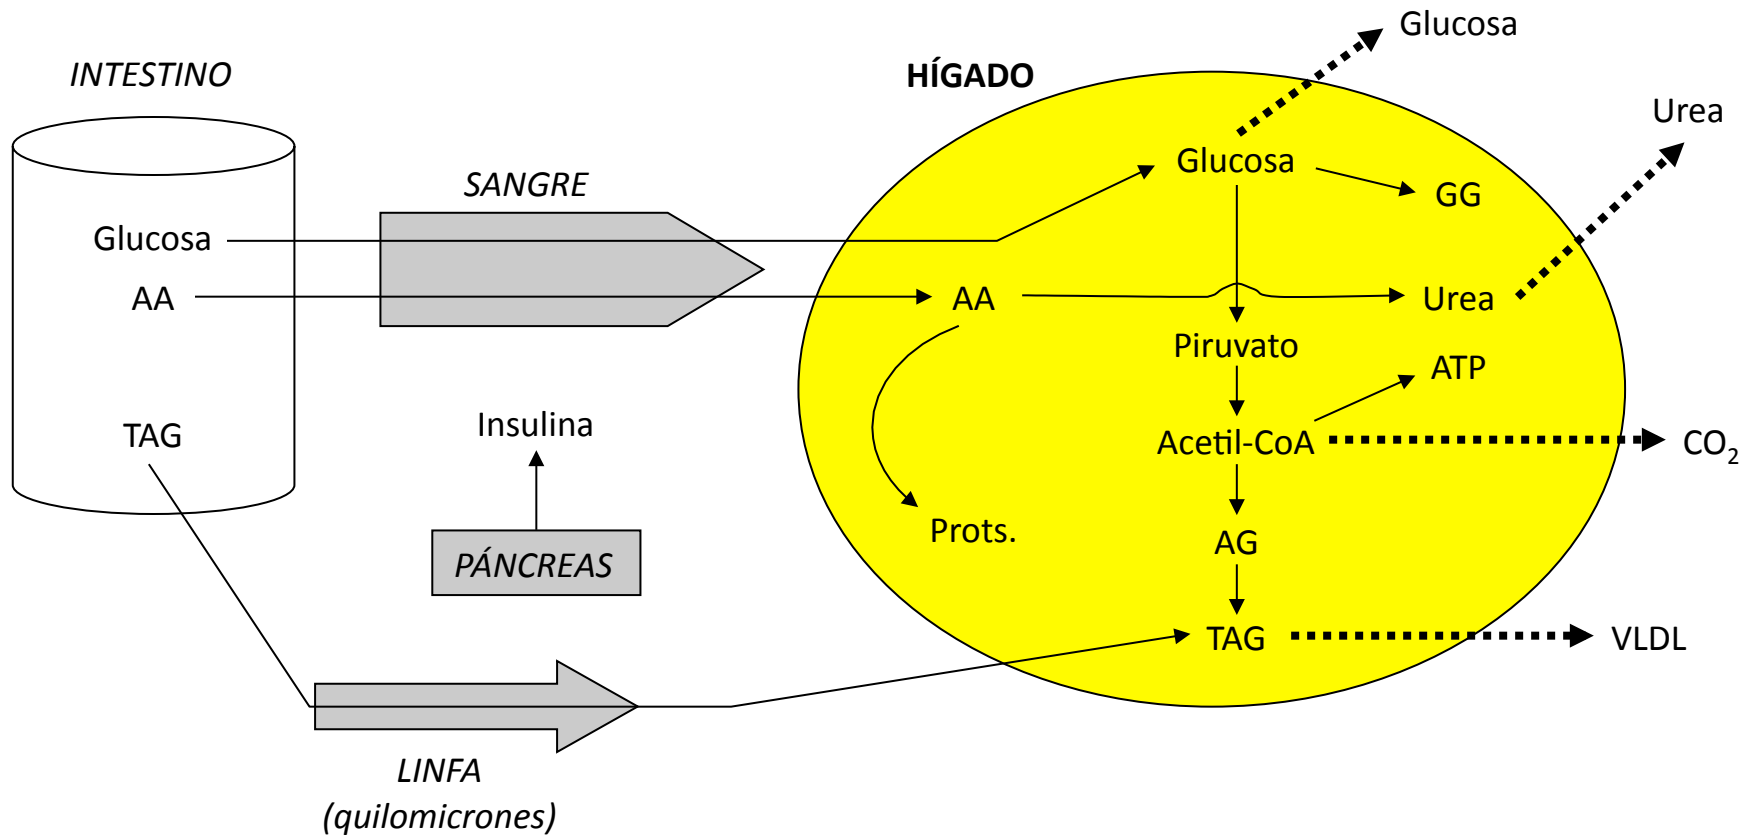 INTESTINO
Glucosa
AA
TAG
SANGRE
Insulina
PÁNCREAS
LINFA
(quilomicrones)
HÍGADO
Glucosa
Glucosa
GG
AA
Urea
Urea
Piruvato
ATP
Acetil-CoA
CO₂
Prots.
AG
TAG
VLDL